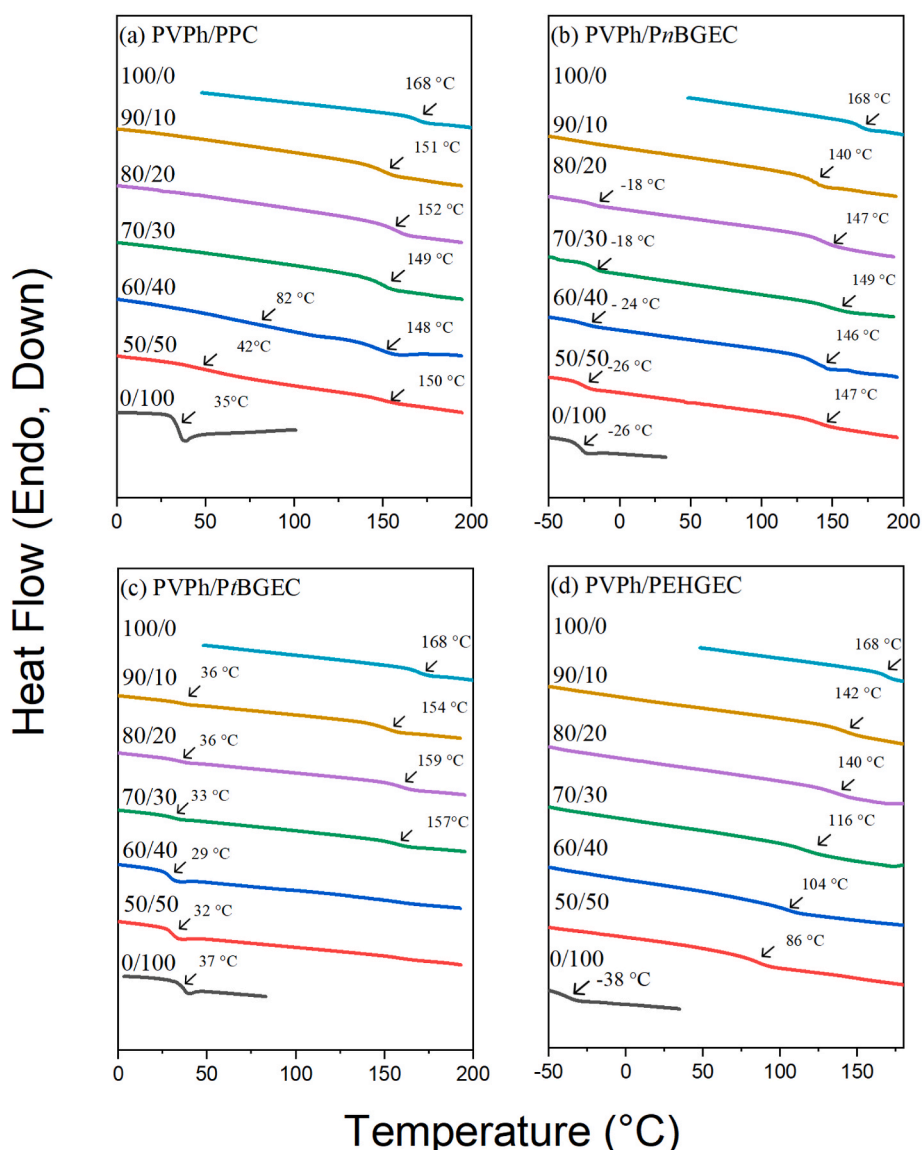 Heat Flow (Endo, Down)
(a) PVPh/PPC
100/0
168 °C
90/10
151 °C
80/20
152 °C
70/30
149 °C
60/40
82 °C
148 °C
50/50
42°C
150 °C
0/100
35°C
0 50 100 150 200
(b) PVPh/PnBGEC
100/0
168 °C
90/10
140 °C
80/20
-18 °C
147 °C
70/30
-18 °C
149 °C
60/40
- 24 °C
146 °C
50/50
-26 °C
147 °C
0/100
-26 °C
-50 0 50 100 150 200
(c) PVPh/PtBGEC
100/0
168 °C
90/10
36 °C
154 °C
80/20
36 °C
159 °C
70/30
33 °C
157°C
60/40
29 °C
50/50
32 °C
0/100
37 °C
0 50 100 150 200
(d) PVPh/PEHGEC
100/0
168 °C
90/10
142 °C
80/20
140 °C
70/30
116 °C
60/40
104 °C
50/50
86 °C
0/100
-38 °C
-50 0 50 100 150
Temperature (°C)